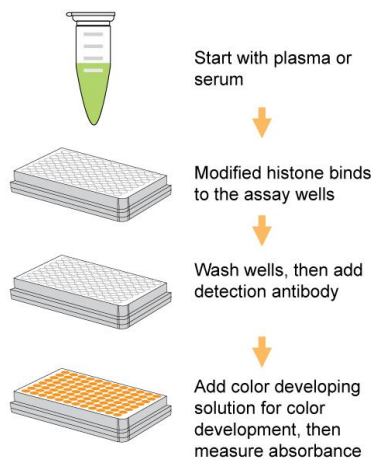 Start with plasma or
serum
Modified histone binds
to the assay wells
Wash wells, then add
detection antibody
Add color developing
solution for color
development, then
measure absorbance